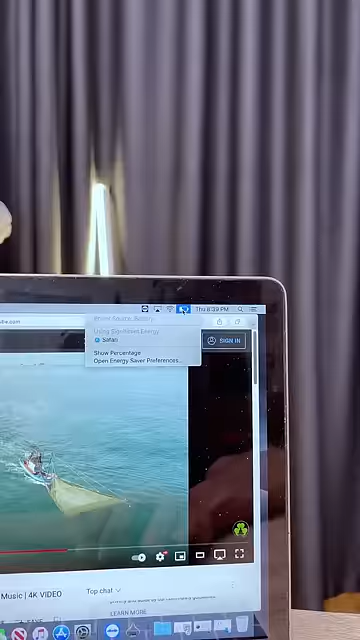 Thu 8:39 PM
Power Source: Battery
Using Significant Energy
Safari
Show Percentage
Open Energy Saver Preferences...
SIGN IN
Music | 4K VIDEO
Top chat
LEARN MORE